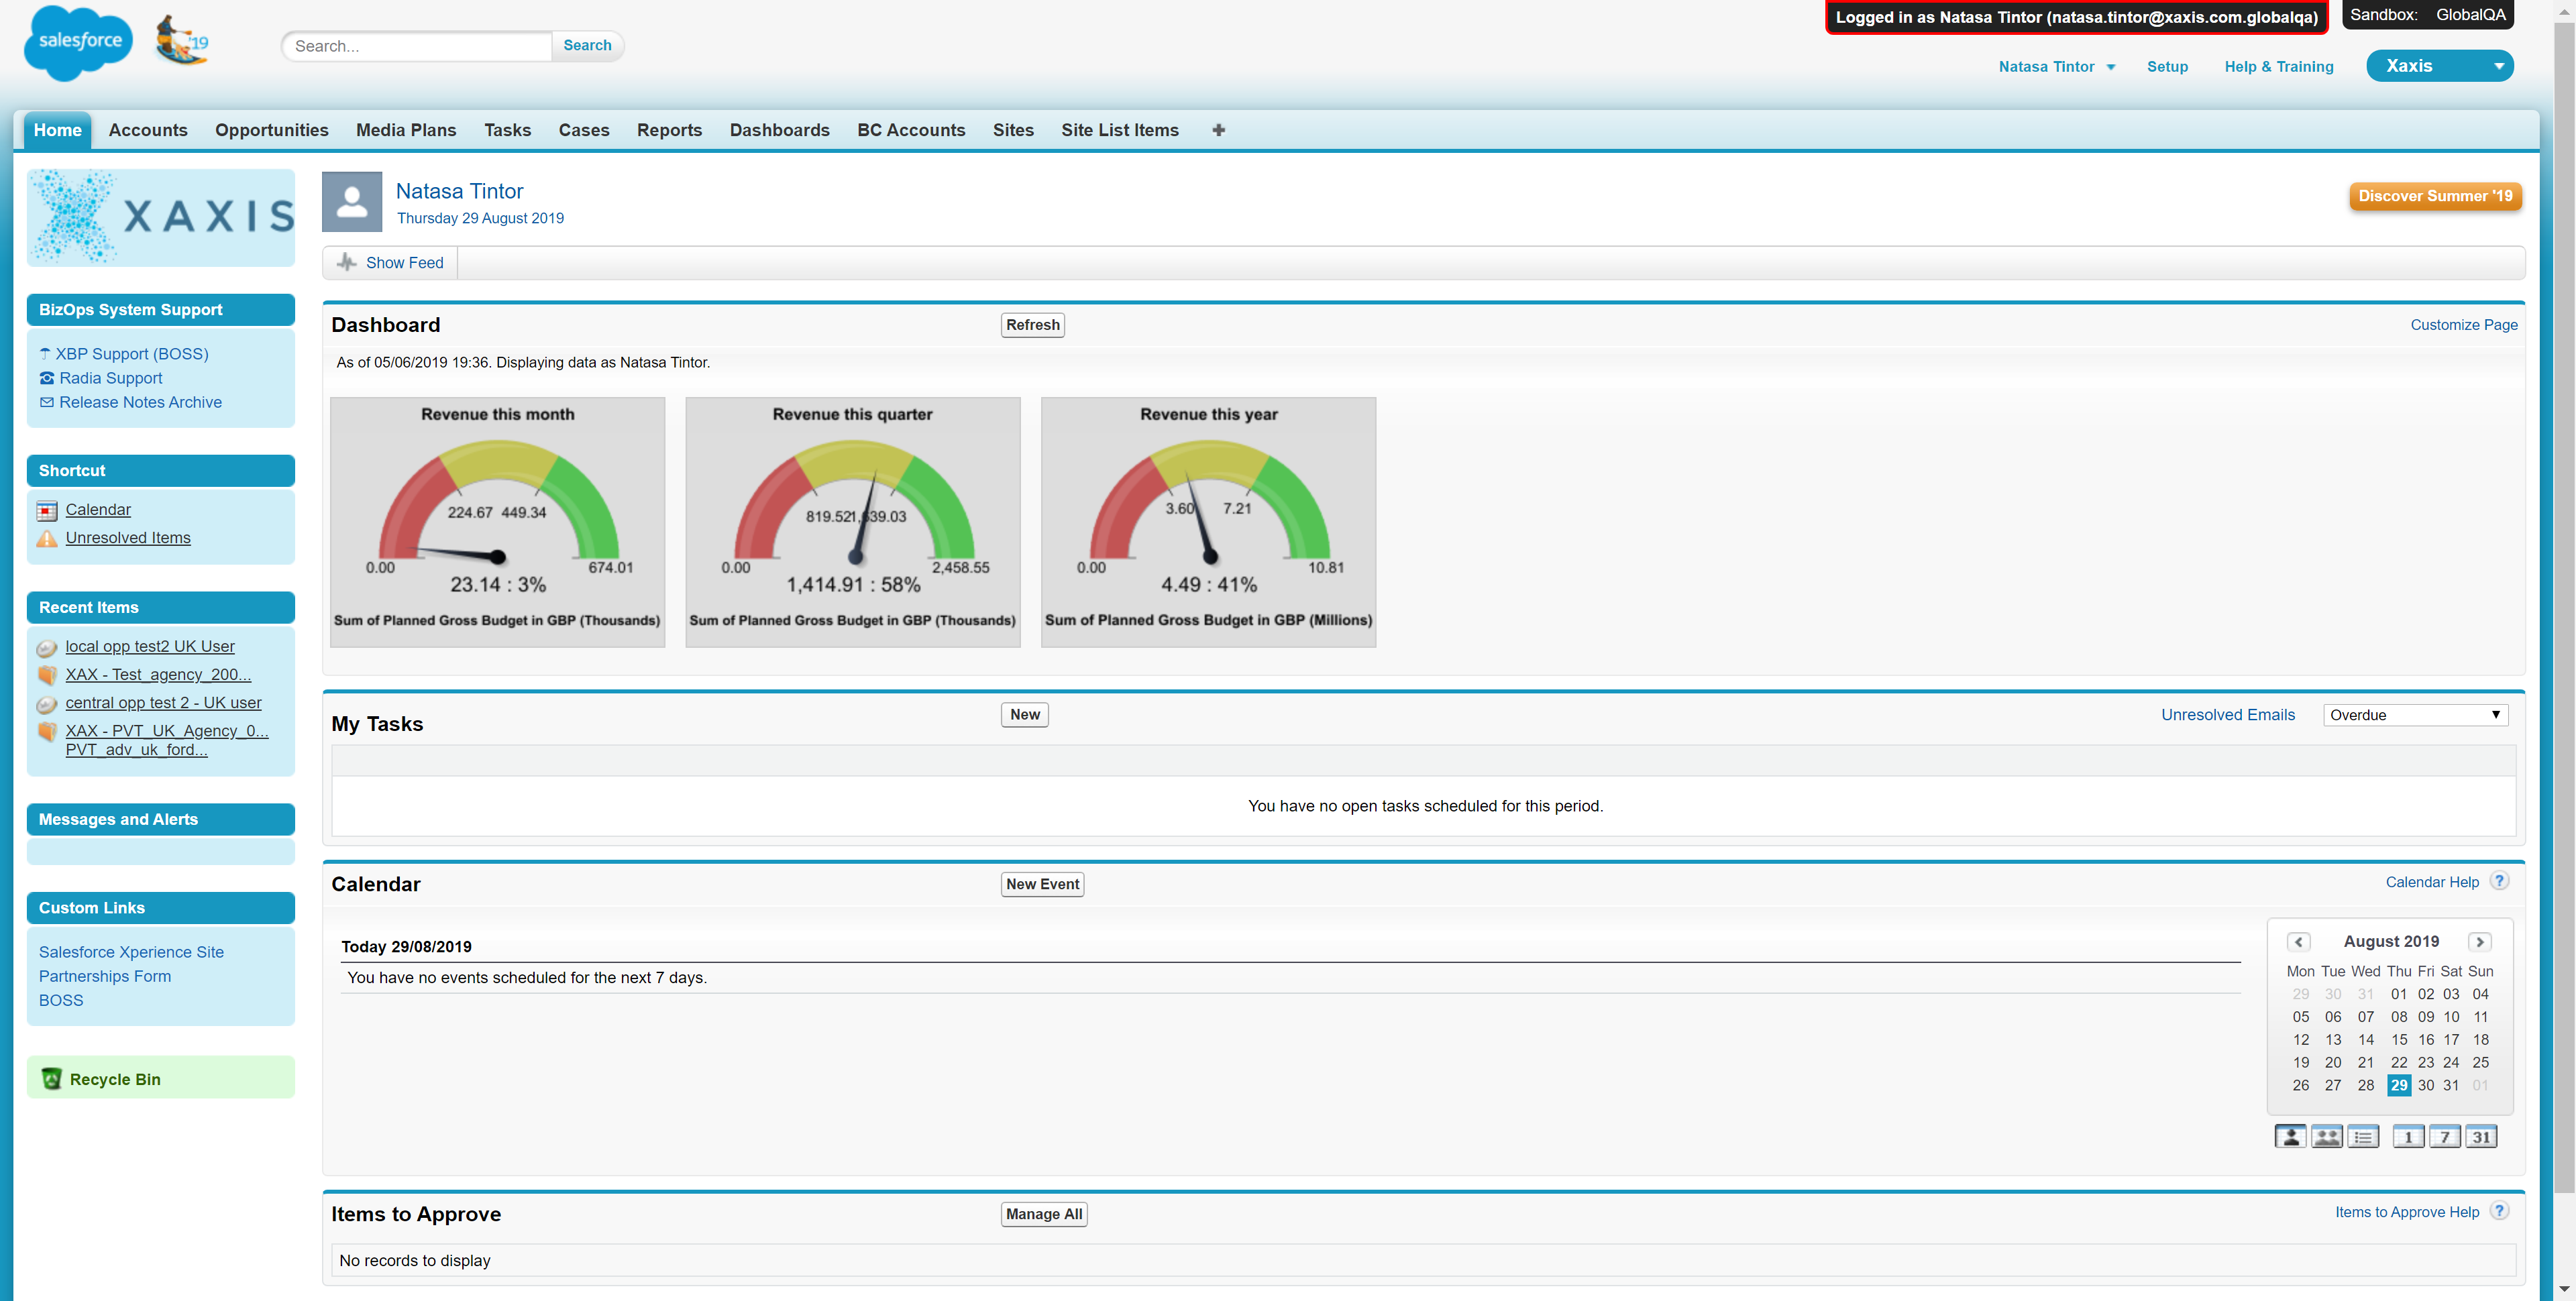 Logged in as Natasa Tintor (natasa.tintor@xaxis.com.globalqa)
Sandbox: GlobalQA
salesforce
'19
Search...
Search
Natasa Tintor
Setup
Help & Training
Xaxis
Home
Accounts
Opportunities
Media Plans
Tasks
Cases
Reports
Dashboards
BC Accounts
Sites
Site List Items
XAXIS
Natasa Tintor
Thursday 29 August 2019
Discover Summer '19
Show Feed
BizOps System Support
XBP Support (BOSS)
Radia Support
Release Notes Archive
Shortcut
Calendar
Unresolved Items
Recent Items
local opp test2 UK User
XAX - Test_agency_200...
central opp test 2 - UK user
XAX - PVT_UK_Agency_0...
PVT_adv_uk_ford...
Messages and Alerts
Custom Links
Salesforce Xperience Site
Partnerships Form
BOSS
Recycle Bin
Dashboard
Refresh
Customize Page
As of 05/06/2019 19:36. Displaying data as Natasa Tintor.
Revenue this month
224.67 449.34
0.00 674.01
23.14 : 3%
Sum of Planned Gross Budget in GBP (Thousands)
Revenue this quarter
819.52
0.00 2,458.55
1,414.91 : 58%
Sum of Planned Gross Budget in GBP (Thousands)
Revenue this year
3.60 7.21
0.00 10.81
4.49 : 41%
Sum of Planned Gross Budget in GBP (Millions)
My Tasks
New
Unresolved Emails
Overdue
You have no open tasks scheduled for this period.
Calendar
New Event
Calendar Help ?
Today 29/08/2019
You have no events scheduled for the next 7 days.
August 2019
Mon Tue Wed Thu Fri Sat Sun
29 30 31 01 02 03 04
05 06 07 08 09 10 11
12 13 14 15 16 17 18
19 20 21 22 23 24 25
26 27 28 29 30 31 01
1 7 31
Items to Approve
Manage All
Items to Approve Help ?
No records to display